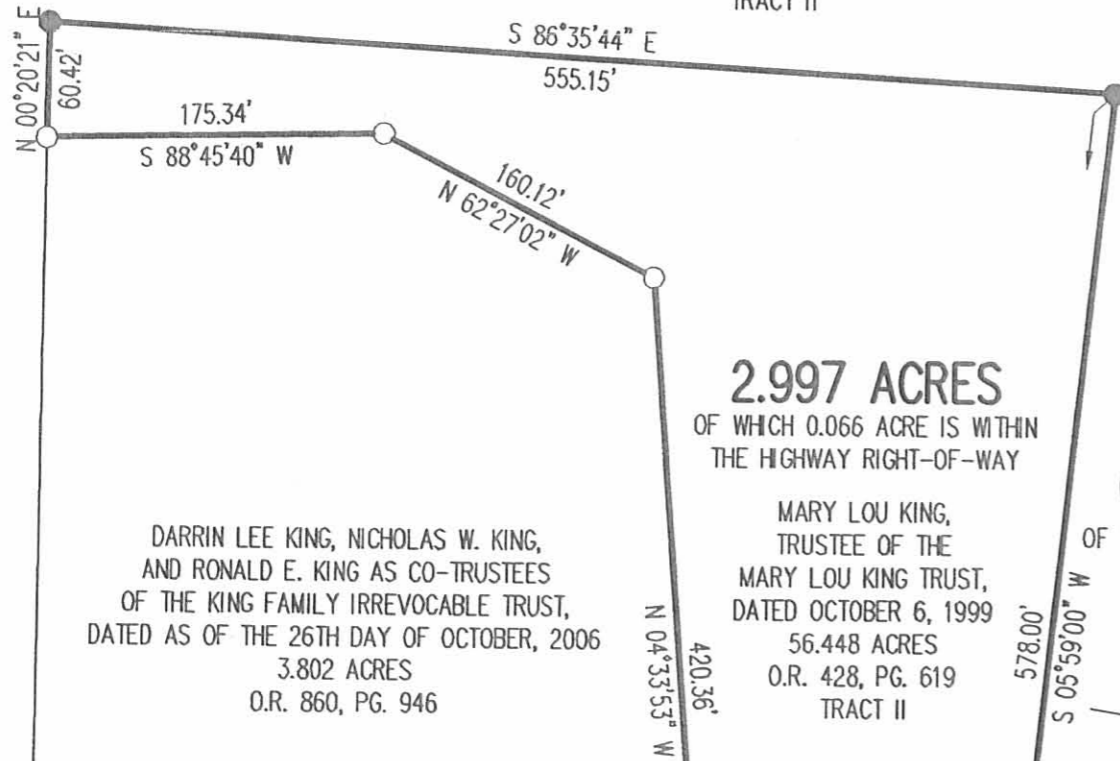 TRACT II
N 00°20'21" E
60.42'
S 86°35'44" E
555.15'
175.34'
S 88°45'40" W
160.12'
N 62°27'02" W
2.997 ACRES
OF WHICH 0.066 ACRE IS WITHIN
THE HIGHWAY RIGHT-OF-WAY
MARY LOU KING,
TRUSTEE OF THE
MARY LOU KING TRUST,
DATED OCTOBER 6, 1999
56.448 ACRES
O.R. 428, PG. 619
TRACT II
DARRIN LEE KING, NICHOLAS W. KING,
AND RONALD E. KING AS CO-TRUSTEES
OF THE KING FAMILY IRREVOCABLE TRUST,
DATED AS OF THE 26TH DAY OF OCTOBER, 2006
3.802 ACRES
O.R. 860, PG. 946
N 04°33'53" W
420.36'
578.00'
S 05°59'00" W
OF